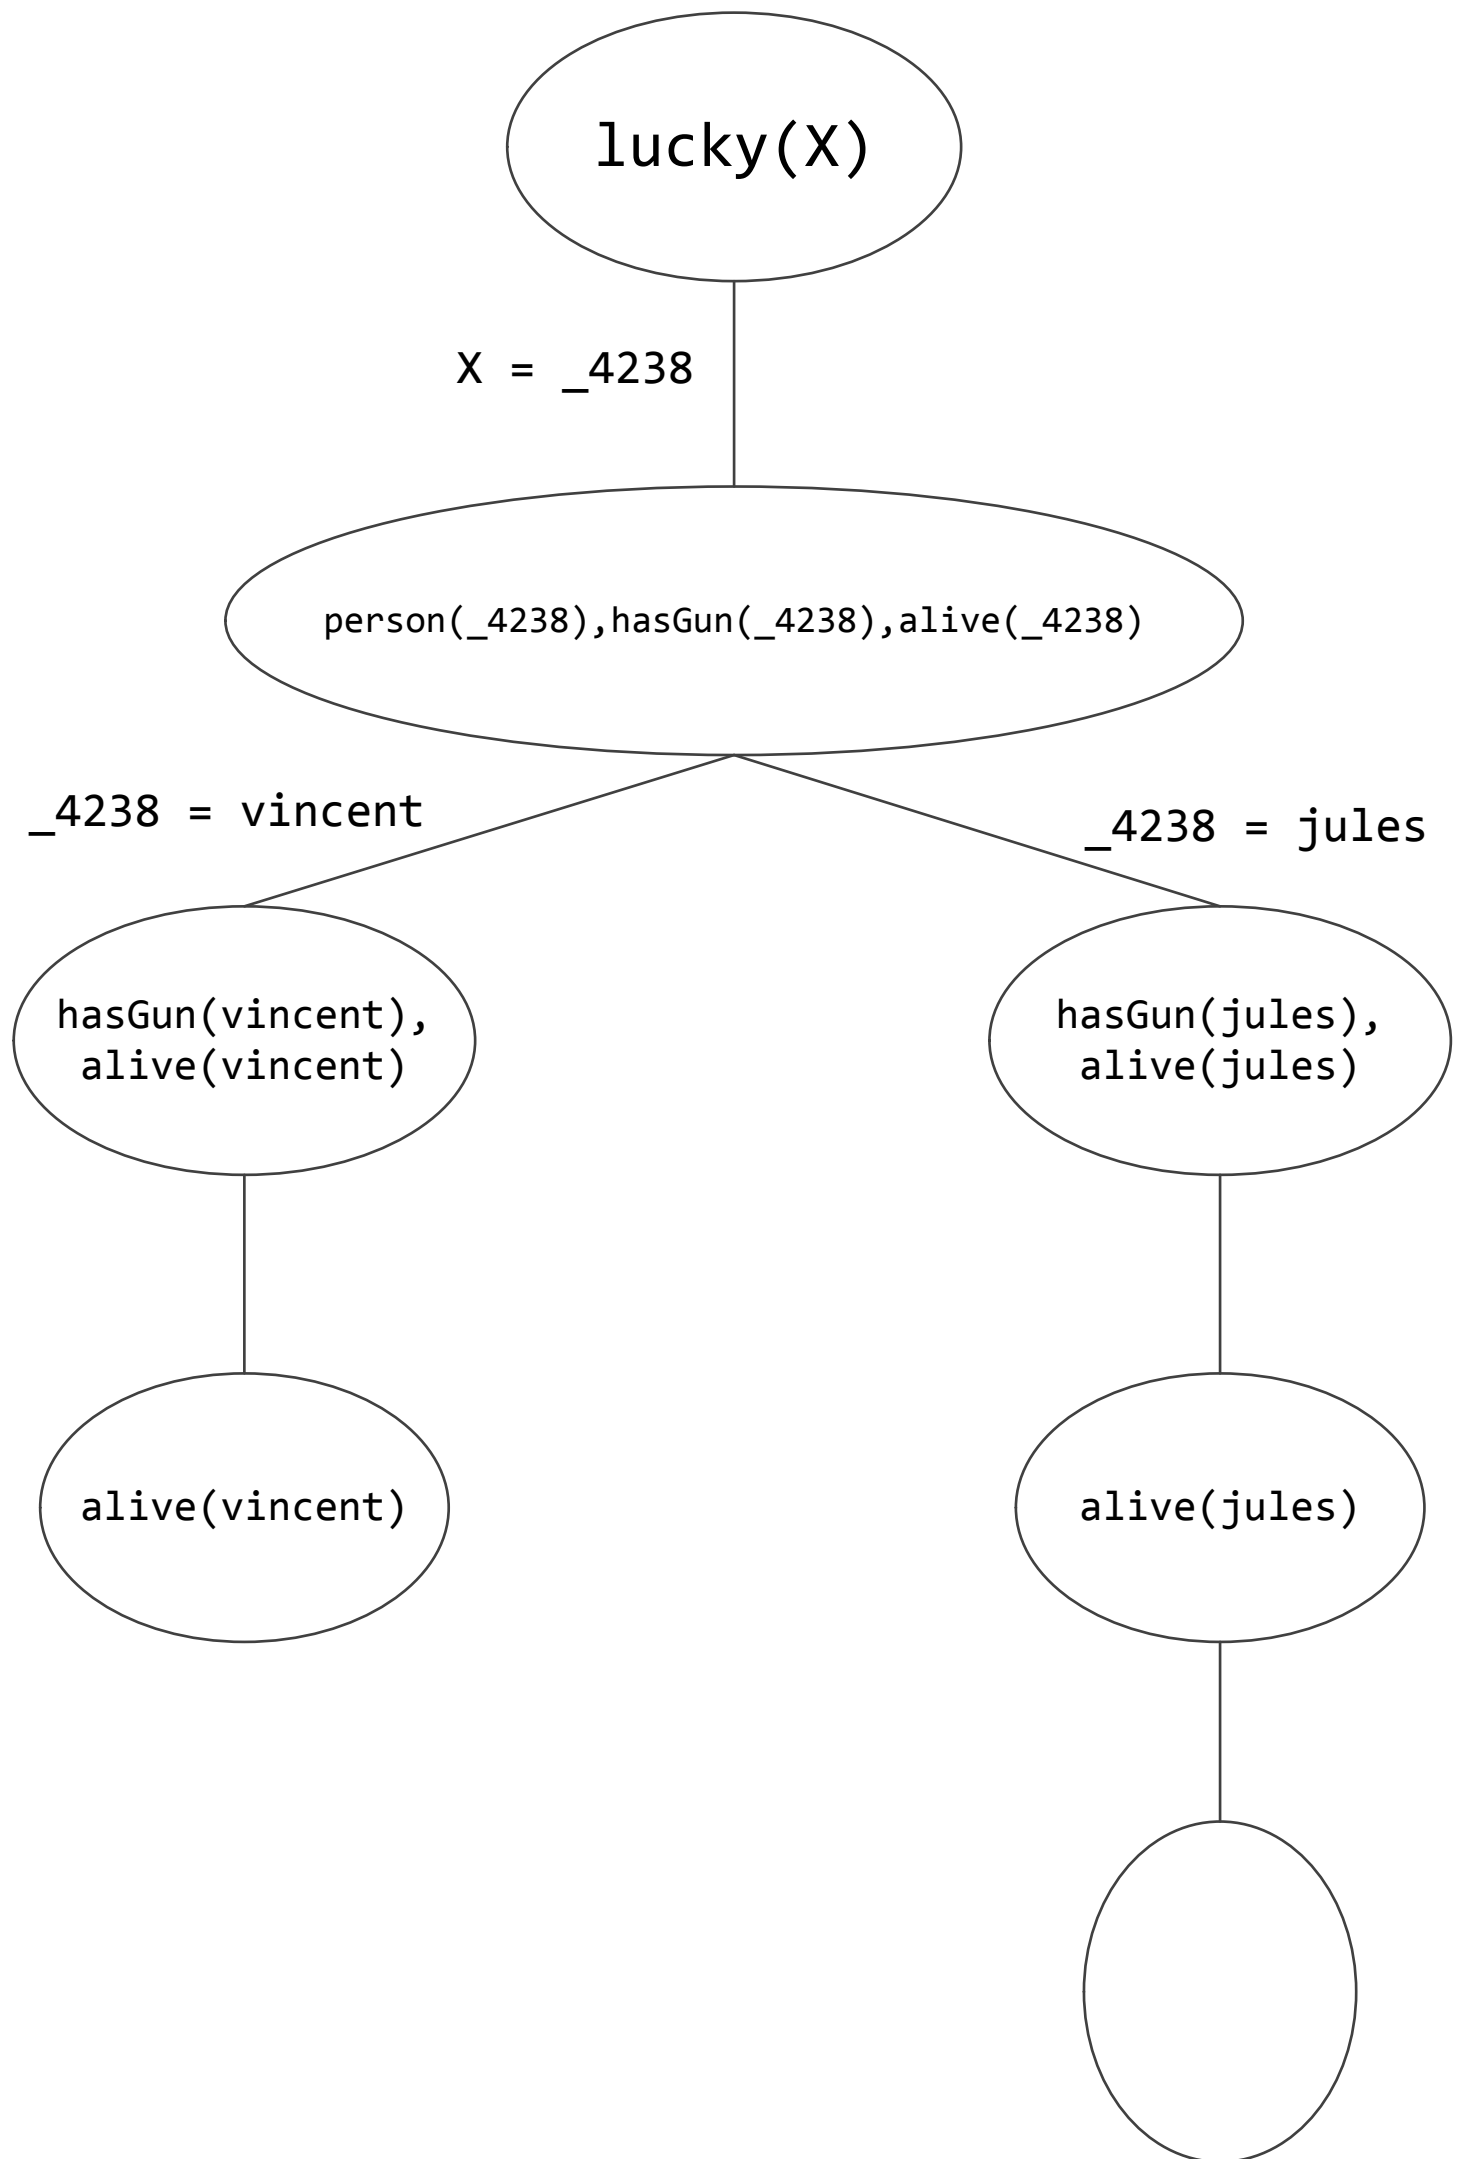 lucky(X)
X = _4238
person(_4238),hasGun(_4238),alive(_4238)
_4238 = vincent
_4238 = jules
hasGun(vincent),
alive(vincent)
hasGun(jules),
alive(jules)
alive(vincent)
alive(jules)